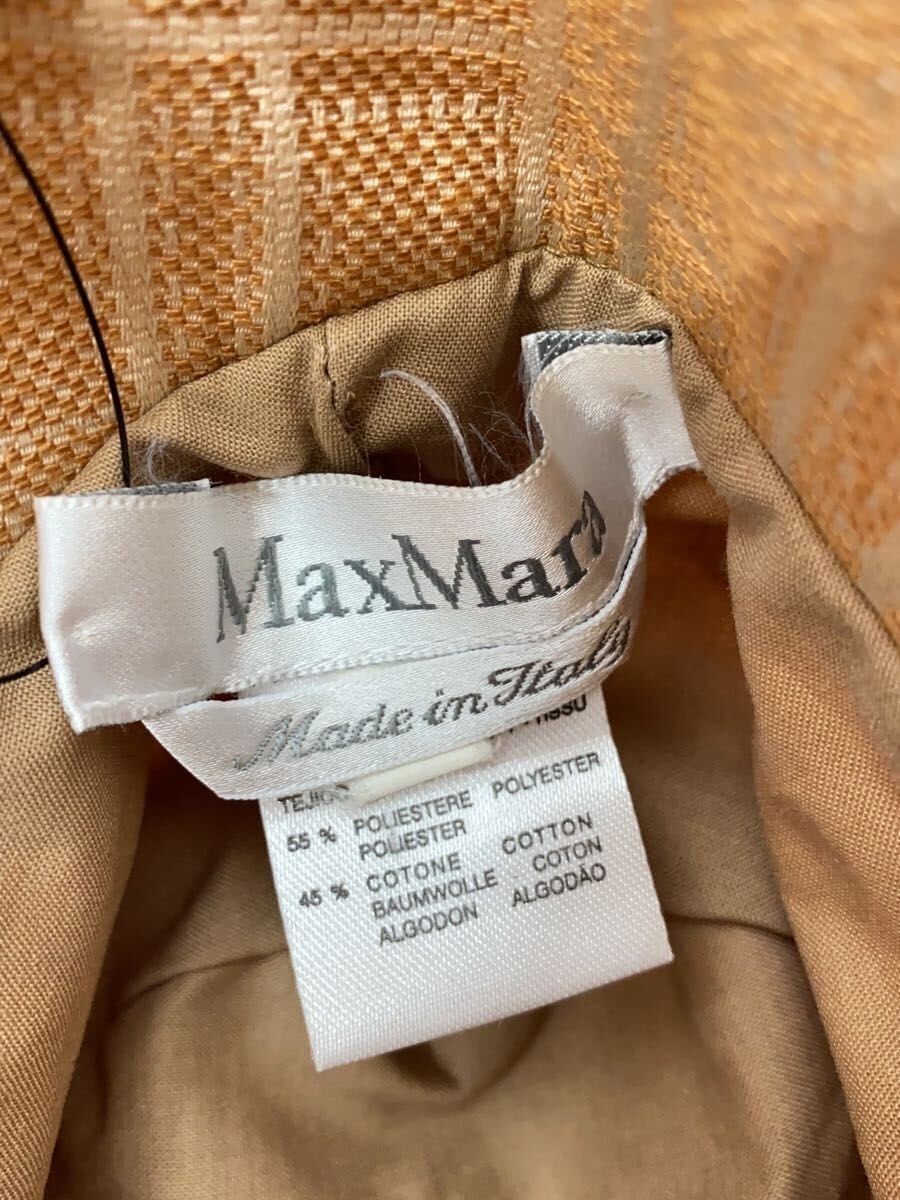 MaxMara
Made in Italy
TEJIDO
55 % POLIESTERE POLYESTER
POLIESTER
45 % COTONE COTTON
BAUMWOLLE COTON
ALGODON ALGODÃO